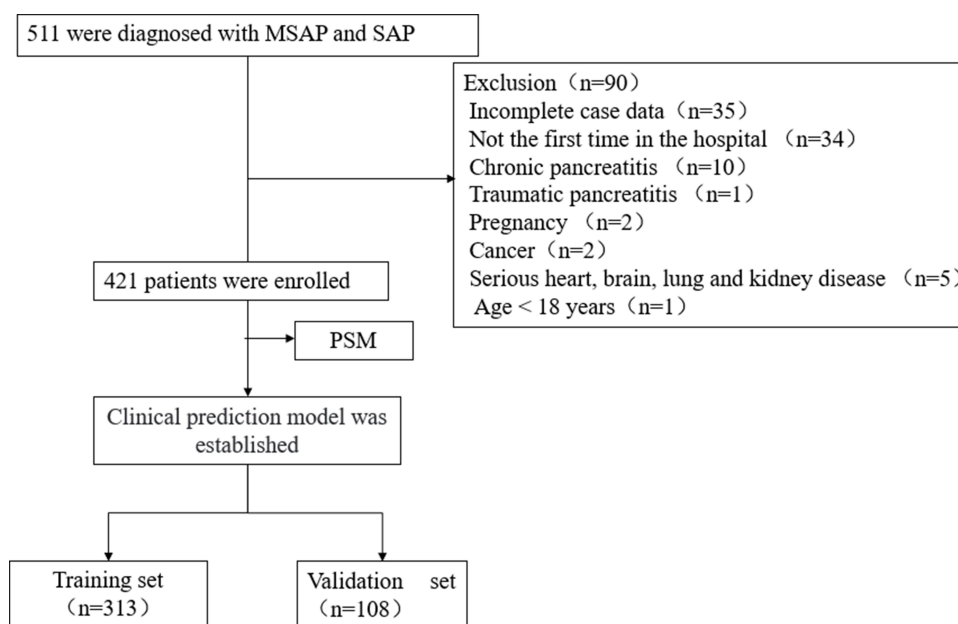 511 were diagnosed with MSAP and SAP
Exclusion（n=90）
Incomplete case data（n=35）
Not the first time in the hospital（n=34）
Chronic pancreatitis（n=10）
Traumatic pancreatitis（n=1）
Pregnancy（n=2）
Cancer（n=2）
Serious heart, brain, lung and kidney disease（n=5）
Age < 18 years（n=1）
421 patients were enrolled
PSM
Clinical prediction model was
established
Training set
（n=313）
Validation set
（n=108）